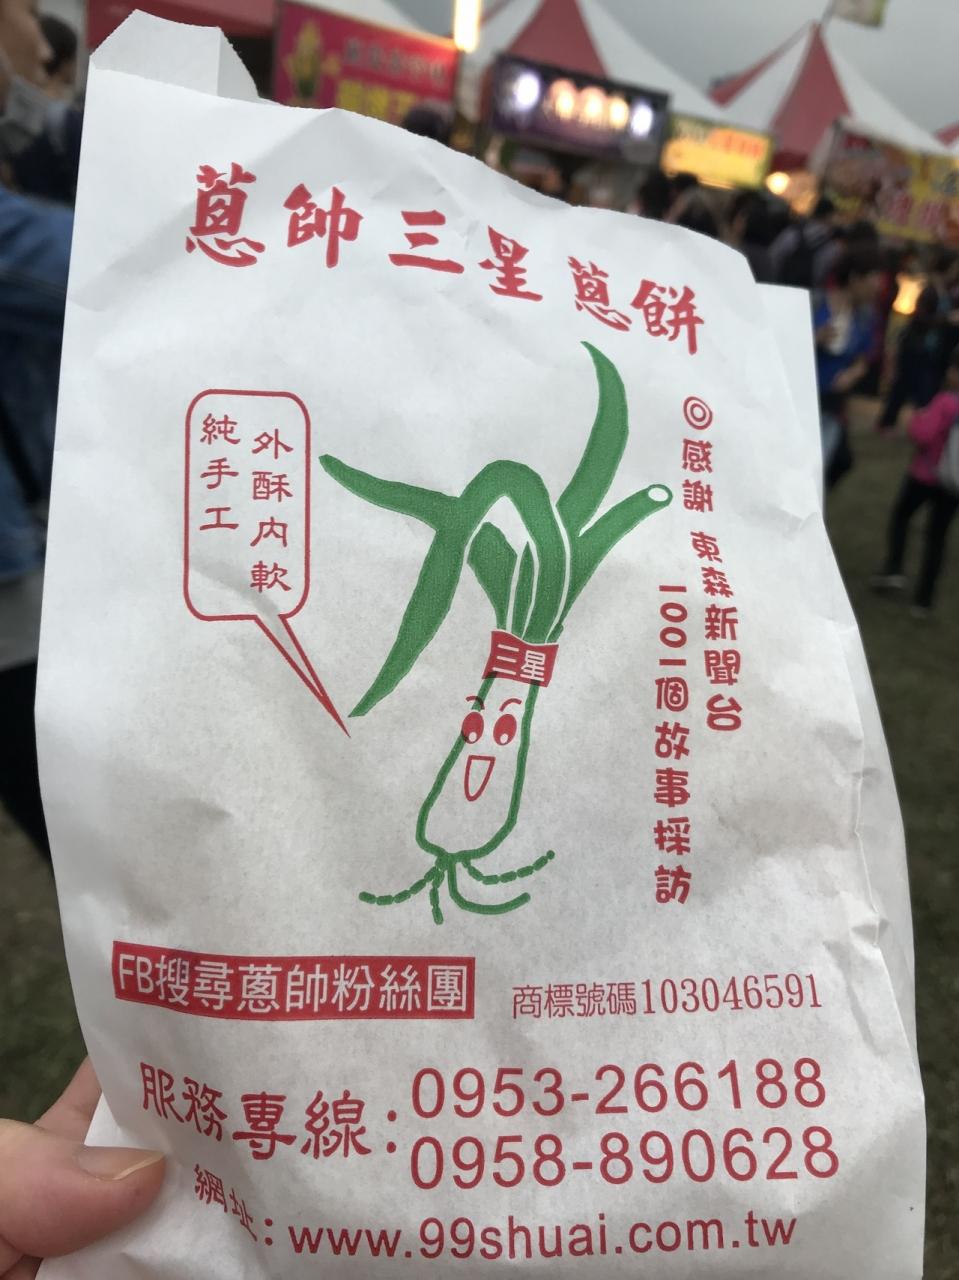 蔥帥三星蔥餅
外酥內軟
純手工
◎感謝 東森新聞台
一00一個故事採訪
三星
FB搜尋蔥帥粉絲團
商標號碼103046591
服務專線:0953-266188
0958-890628
網址:www.99shuai.com.tw